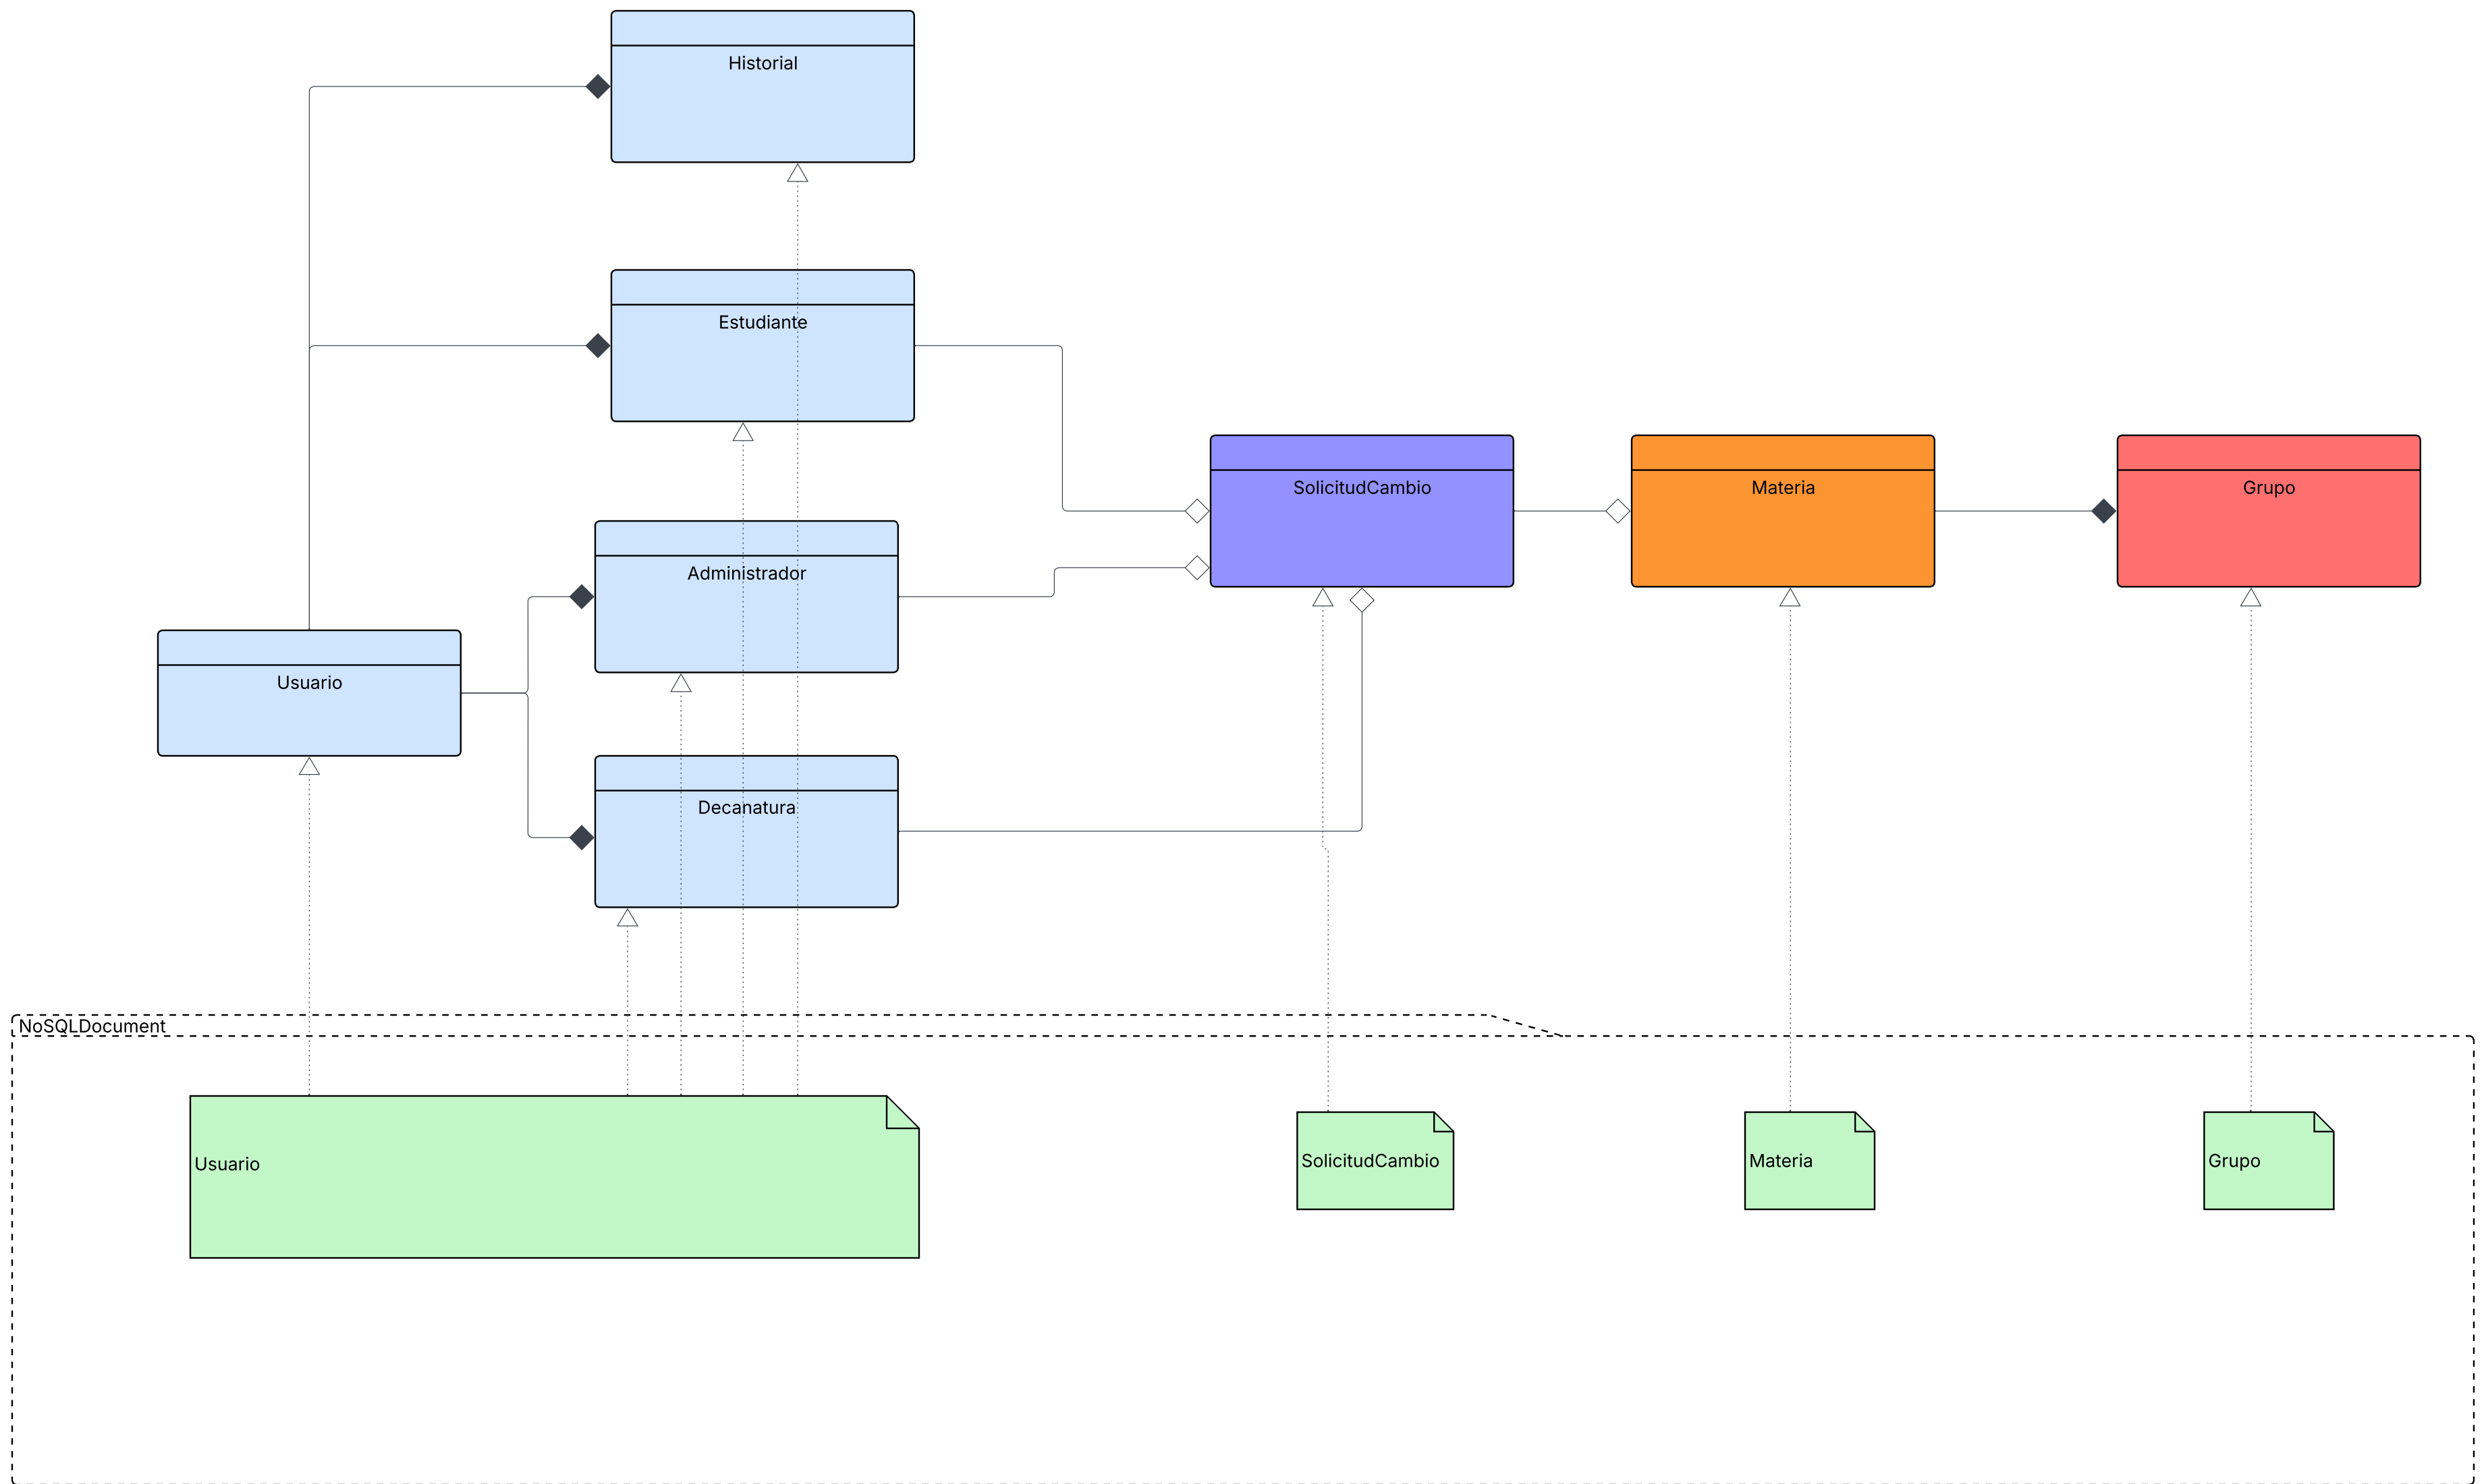 Historial
Estudiante
SolicitudCambio
Materia
Grupo
Administrador
Usuario
Decanatura
NoSQLDocument
Usuario
SolicitudCambio
Materia
Grupo